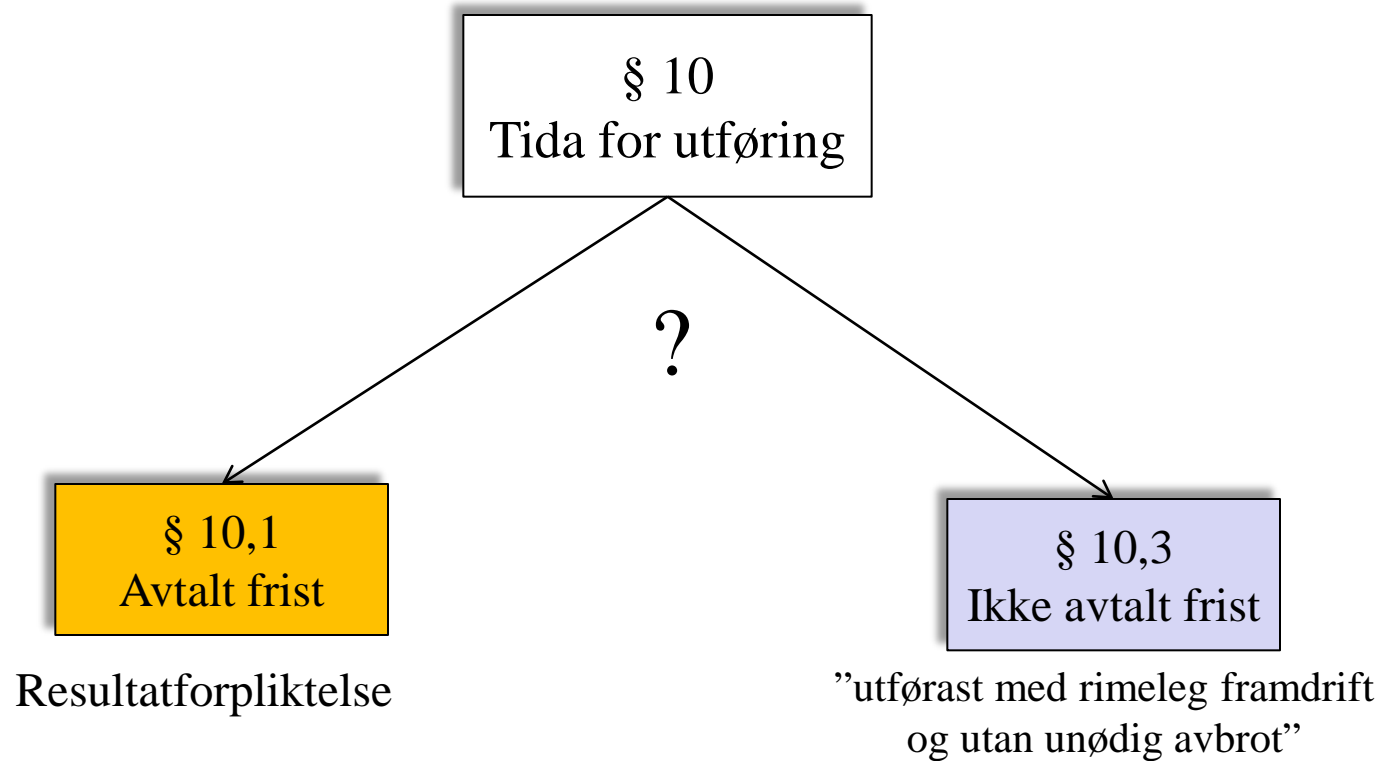 § 10
Tida for utføring
?
§ 10,1
Avtalt frist
Resultatforpliktelse
§ 10,3
Ikke avtalt frist
”utførast med rimeleg framdrift
og utan unødig avbrot”